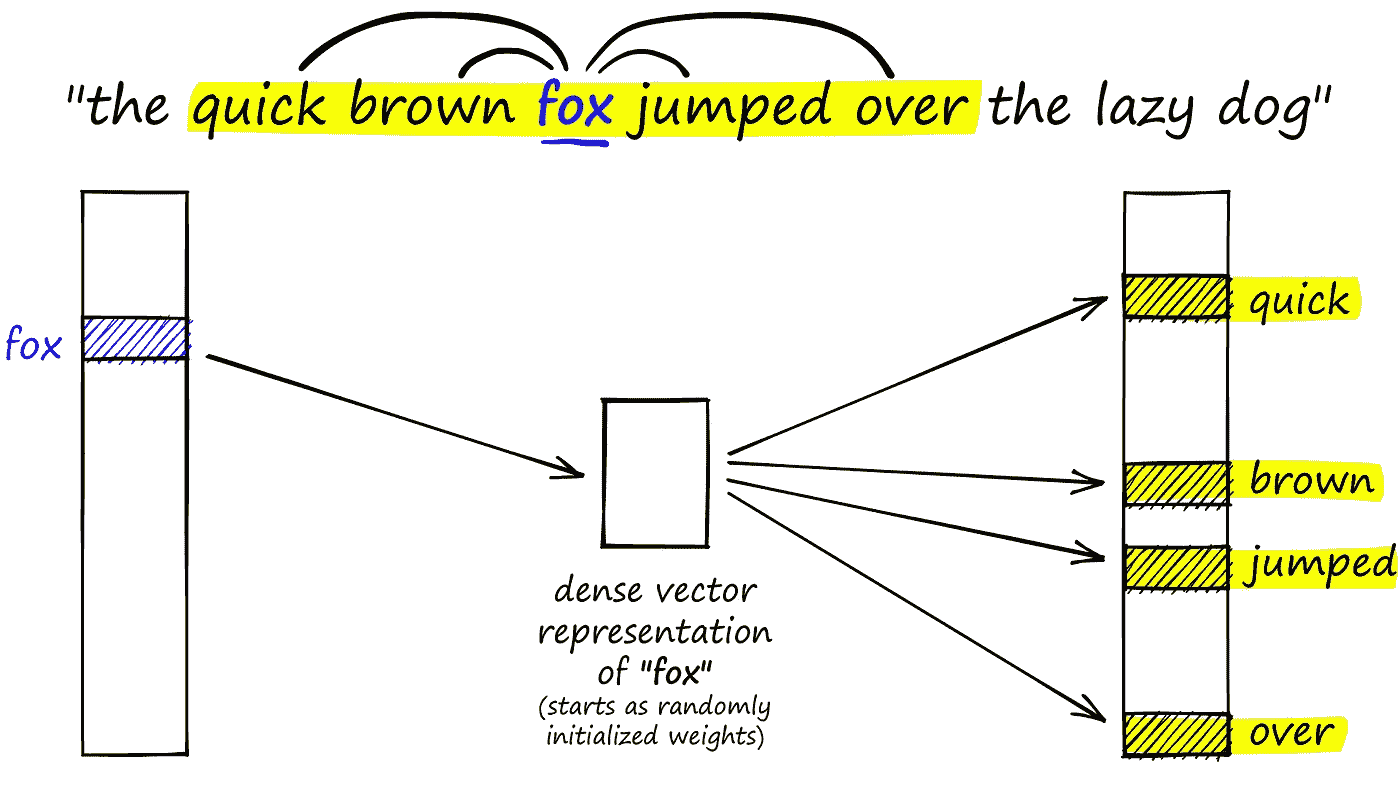 "the quick brown fox jumped over the lazy dog"
fox
quick
brown
jumped
over
dense vector
representation
of "fox"
(starts as randomly
initialized weights)